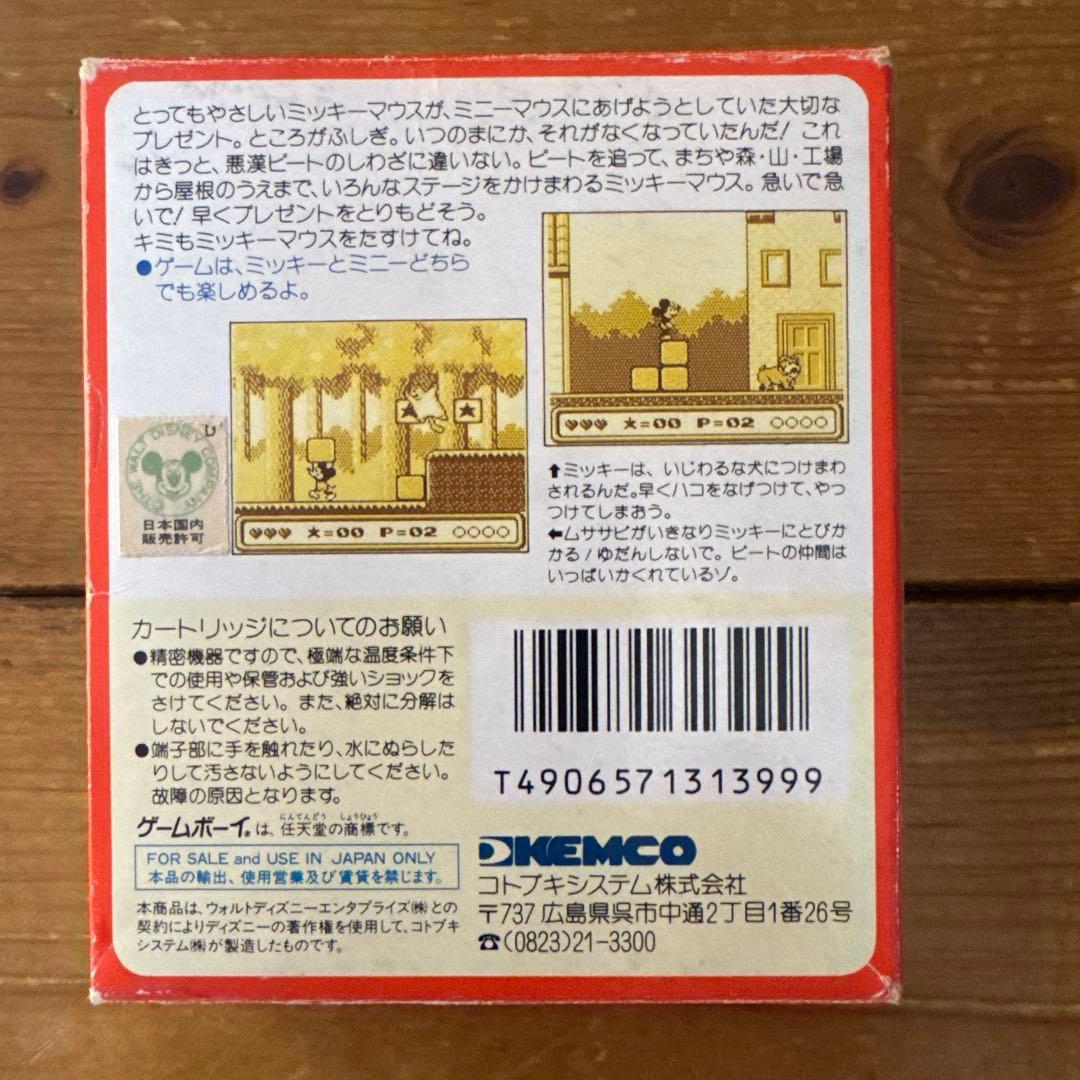 とってもやさしいミッキーマウスが、ミニーマウスにあげようとしていた大切な
プレゼント。ところがふしぎ。いつのまにか、それがなくなっていたんだ！これ
はきっと、悪漢ピートのしわざに違いない。ピートを追って、まちや森・山・工場
から屋根のうえまで、いろんなステージをかけまわるミッキーマウス。急いで急
いで！早くプレゼントをとりもどそう。
キミもミッキーマウスをたすけてね。
●ゲームは、ミッキーとミニーどちら
でも楽しめるよ。
★=00 P=02
★=00 P=02
U
THE WALT DISNEY COMPANY
日本国内
販売許可
⬆ミッキーは、いじわるな犬につけまわ
されるんだ。早くハコをなげつけて、やっ
つけてしまおう。
⬅ムササビがいきなりミッキーにとびか
かる！ゆだんしないで。ピートの仲間は
いっぱいかくれているゾ。
カートリッジについてのお願い
●精密機器ですので、極端な温度条件下
での使用や保管および強いショックを
さけてください。また、絶対に分解は
しないでください。
●端子部に手を触れたり、水にぬらした
りして汚さないようにしてください。
故障の原因となります。
にんてんどう しょうひょう
ゲームボーイ®は、任天堂の商標です。
FOR SALE and USE IN JAPAN ONLY
本品の輸出、使用営業及び賃貸を禁じます。
本商品は、ウォルトディズニーエンタプライズ㈱との
契約によりディズニーの著作権を使用して、コトブキ
システム㈱が製造したものです。
T4906571313999
KEMCO
コトブキシステム株式会社
〒737 広島県呉市中通2丁目1番26号
☎(0823)21-3300